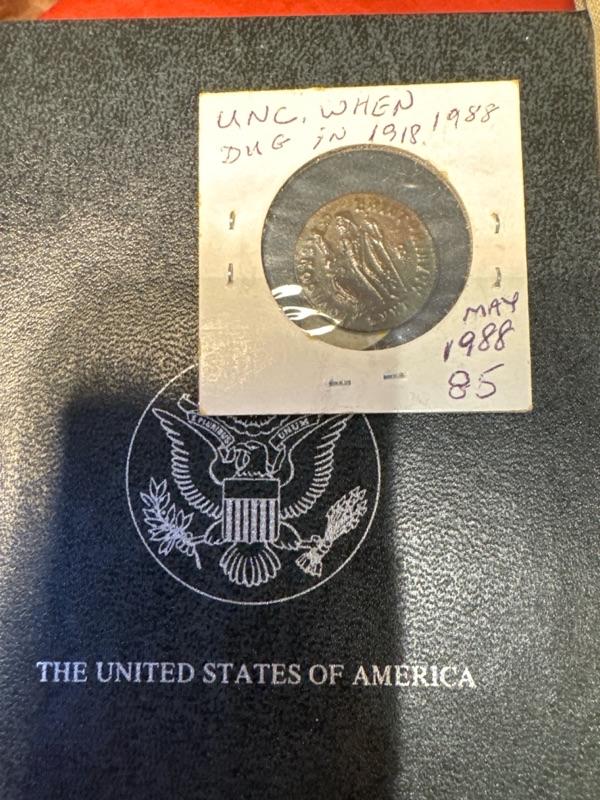 UNC. WHEN
DUG IN 1918. 1988
MAY
1988
85
PLURIBUS
UNUM
THE UNITED STATES OF AMERICA